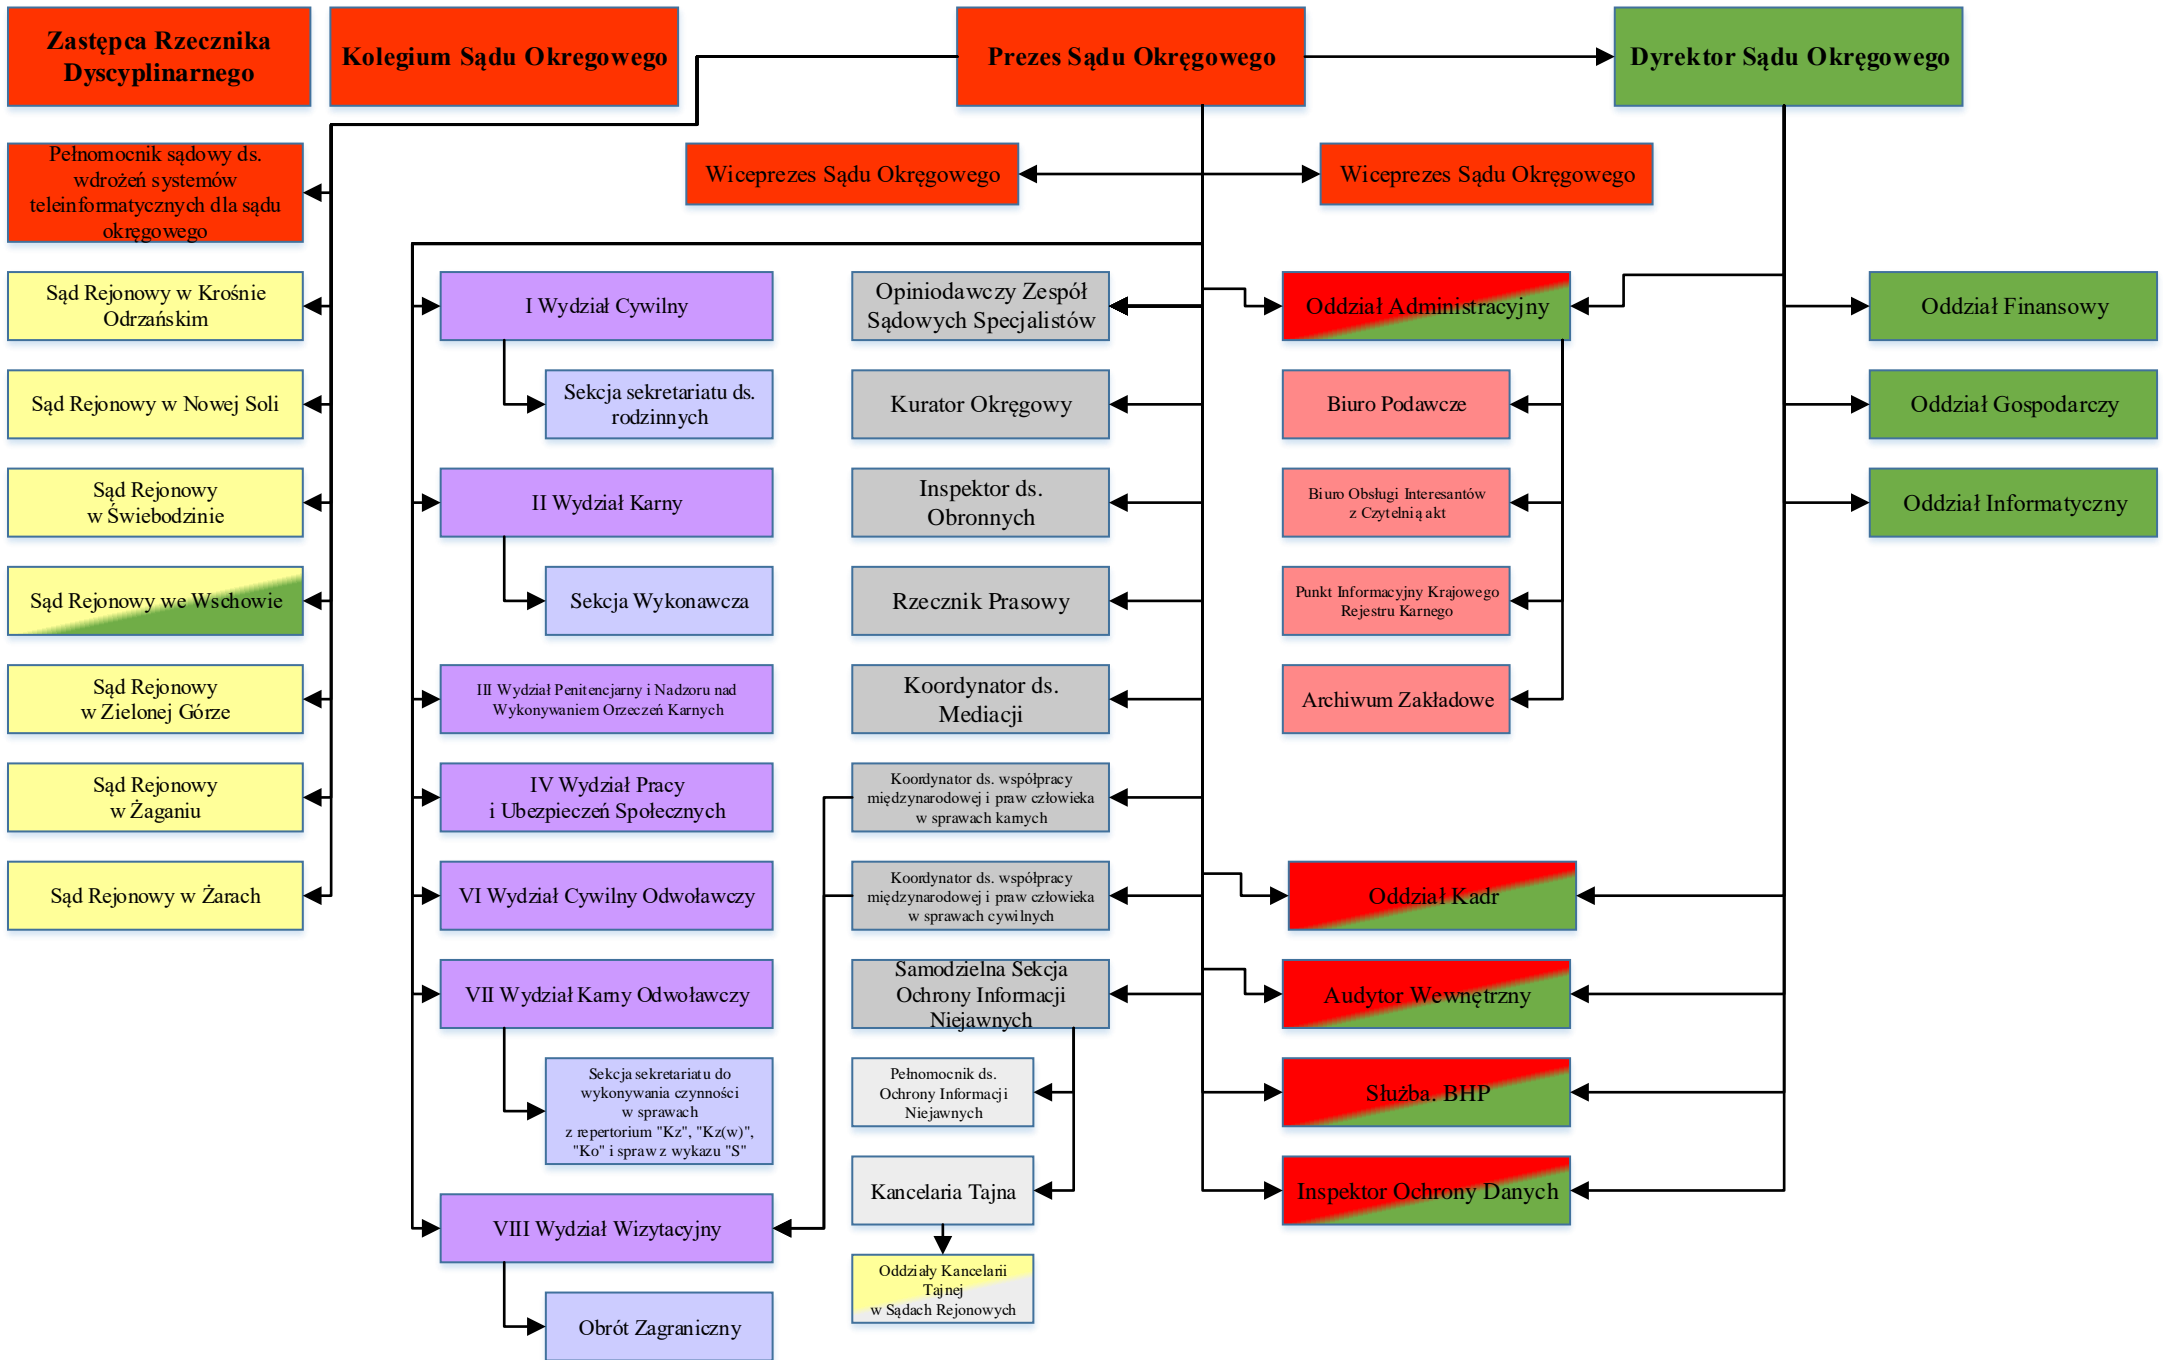 Zastępca Rzecznika
Dyscyplinarnego
Kolegium Sądu Okregowego
Prezes Sądu Okręgowego
Dyrektor Sądu Okręgowego
Pełnomocnik sądowy ds.
wdrożeń systemów
teleinformatycznych dla sądu
okręgowego
Wiceprezes Sądu Okręgowego
Wiceprezes Sądu Okręgowego
Sąd Rejonowy w Krośnie
Odrzańskim
Sąd Rejonowy w Nowej Soli
Sąd Rejonowy
w Świebodzinie
Sąd Rejonowy we Wschowie
Sąd Rejonowy
w Zielonej Górze
Sąd Rejonowy
w Żaganiu
Sąd Rejonowy w Żarach
I Wydział Cywilny
Sekcja sekretariatu ds.
rodzinnych
II Wydział Karny
Sekcja Wykonawcza
III Wydział Penitencjarny i Nadzoru nad
Wykonywaniem Orzeczeń Karnych
IV Wydział Pracy
i Ubezpieczeń Społecznych
VI Wydział Cywilny Odwoławczy
VII Wydział Karny Odwoławczy
Sekcja sekretariatu do
wykonywania czynności
w sprawach
z repertorium "Kz", "Kz(w)",
"Ko" i spraw z wykazu "S"
VIII Wydział Wizytacyjny
Obrót Zagraniczny
Opiniodawczy Zespół
Sądowych Specjalistów
Kurator Okręgowy
Inspektor ds.
Obronnych
Rzecznik Prasowy
Koordynator ds.
Mediacji
Koordynator ds. współpracy
międzynarodowej i praw człowieka
w sprawach karnych
Koordynator ds. współpracy
międzynarodowej i praw człowieka
w sprawach cywilnych
Samodzielna Sekcja
Ochrony Informacji
Niejawnych
Pełnomocnik ds.
Ochrony Informacji
Niejawnych
Kancelaria Tajna
Oddziały Kancelarii
Tajnej
w Sądach Rejonowych
Oddział Administracyjny
Biuro Podawcze
Biuro Obsługi Interesantów
z Czytelnią akt
Punkt Informacyjny Krajowego
Rejestru Karnego
Archiwum Zakładowe
Oddział Kadr
Audytor Wewnętrzny
Służba. BHP
Inspektor Ochrony Danych
Oddział Finansowy
Oddział Gospodarczy
Oddział Informatyczny